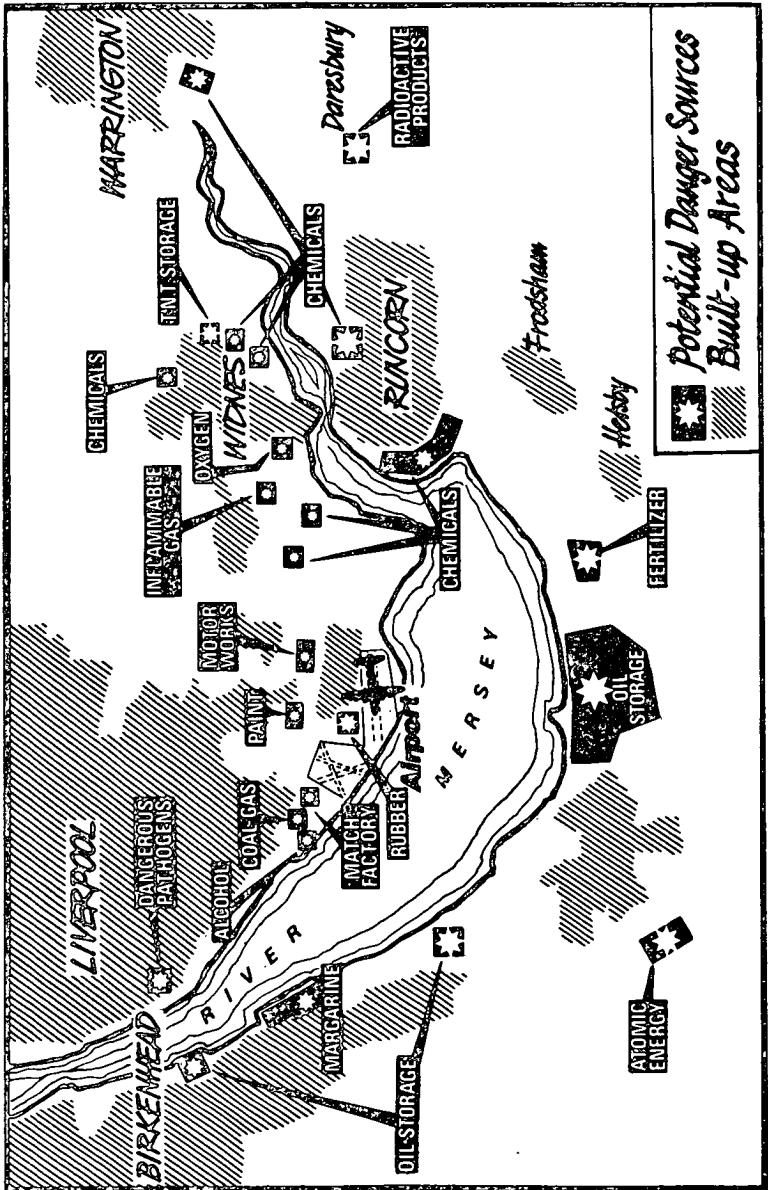 LIVERPOOL
BIRKENHEAD
DANGEROUS
PATHOGENS
ALCOHOL
COAL GAS
MATCH
FACTORY
RUBBER
PAINT
MOTOR
WORKS
INFLAMMABLE
GAS
OXYGEN
CHEMICALS
T.N.T. STORAGE
WIDNES
WARRINGTON
CHEMICALS
Daresbury
RADIOACTIVE
PRODUCTS
RUNCORN
CHEMICALS
Airport
RIVER
MERSEY
MARGARINE
OIL STORAGE
ATOMIC
ENERGY
OIL
STORAGE
FERTILIZER
Helsby
Frodsham
Potential Danger Sources
Built-up Areas